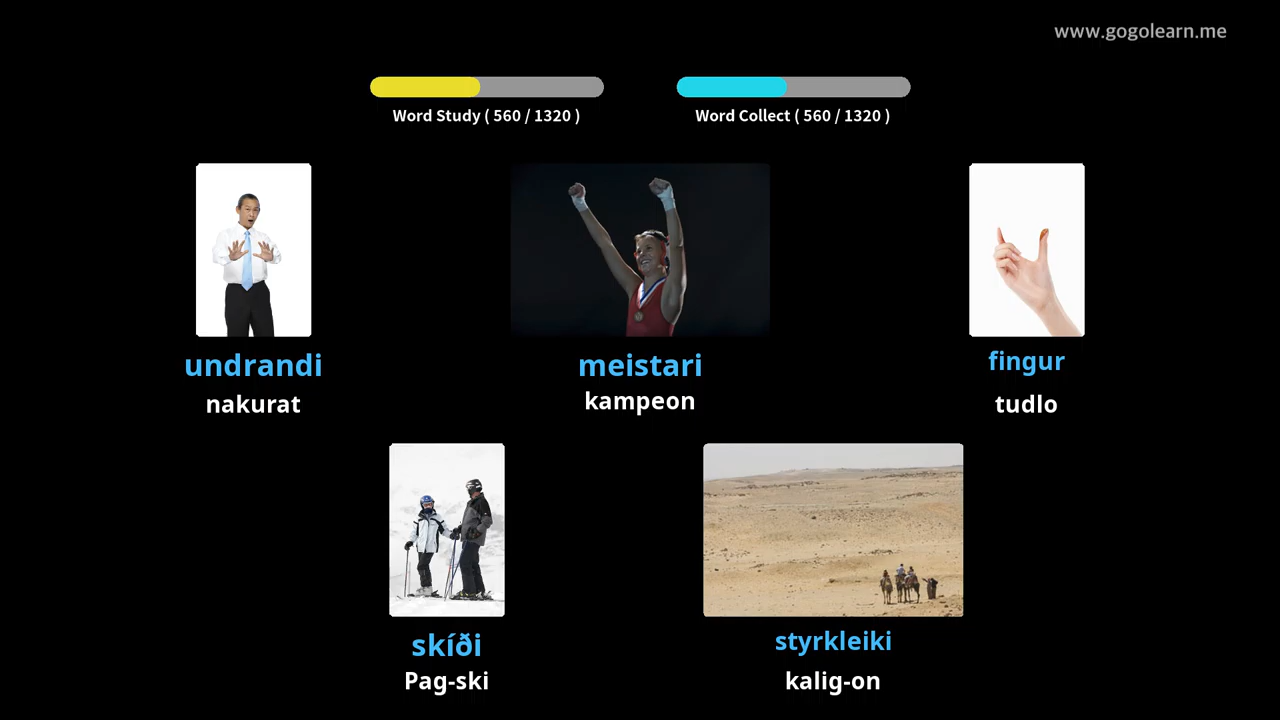 www.gogolearn.me
Word Study ( 560 / 1320 )
Word Collect ( 560 / 1320 )
undrandi
nakurat
meistari
kampeon
fingur
tudlo
skíði
Pag-ski
styrkleiki
kalig-on